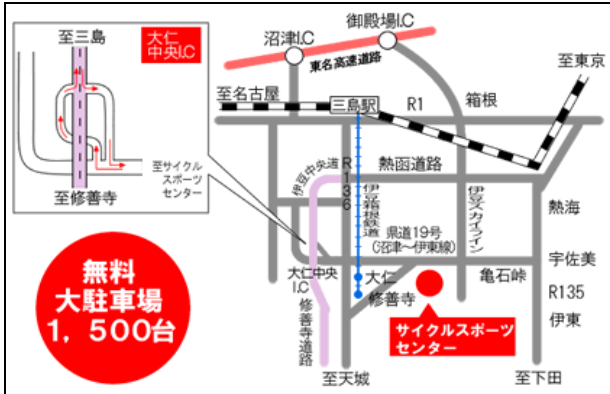 至三島
大仁
中央I.C
至サイクル
スポーツ
センター
至修善寺
無料
大駐車場
1,500台
御殿場I.C
沼津I.C
東名高速道路
至東京
至名古屋
三島駅
R1
箱根
伊豆中央道
R136
伊豆箱根鉄道
熱函道路
伊豆スカイライン
熱海
県道19号
(沼津〜伊東線)
宇佐美
大仁中央
I.C
大仁
亀石峠
修善寺
R135
修善寺道路
サイクルスポーツ
センター
伊東
至天城
至下田